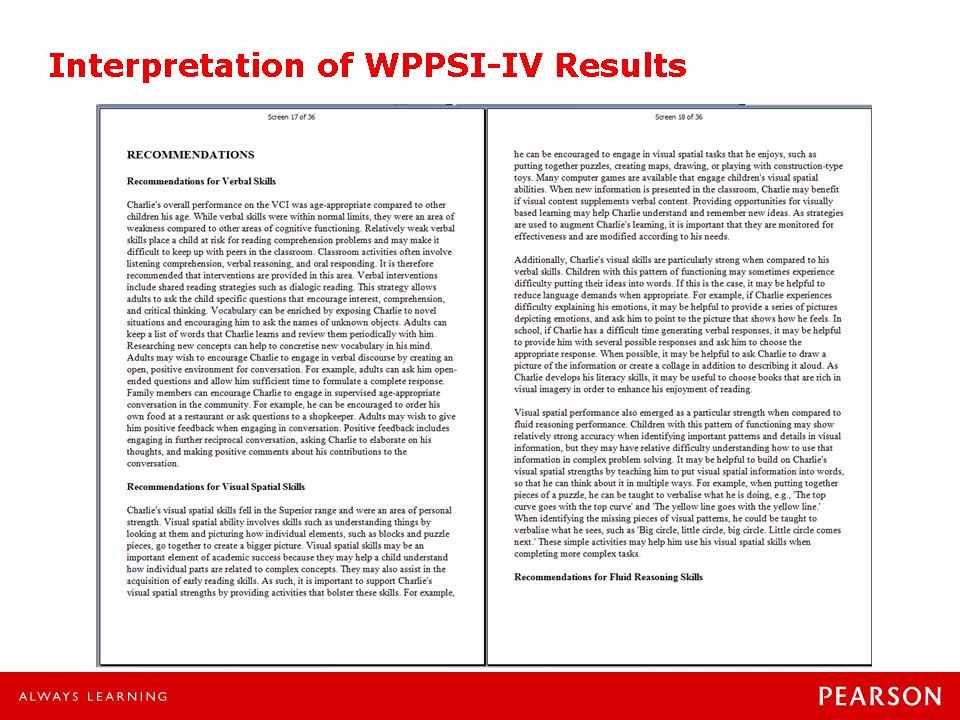 Interpretation of WPPSI-IV Results
Screen 17 of 36
RECOMMENDATIONS
Recommendations for Verbal Skills
Charlie's overall performance on the VCI was age-appropriate compared to other
children his age. While verbal skills were within normal limits, they were an area of
weakness compared to other areas of cognitive functioning. Relatively weak verbal
skills place a child at risk for reading comprehension problems and may make it
difficult to keep up with peers in the classroom. Classroom activities often involve
listening comprehension, verbal reasoning, and oral responding. It is therefore
recommended that interventions are provided in this area. Verbal interventions
include shared reading strategies such as dialogic reading. This strategy allows
adults to ask the child specific questions that encourage interest, comprehension,
and critical thinking. Vocabulary can be enriched by exposing Charlie to novel
situations and encouraging him to ask the names of unknown objects. Adults can
keep a list of words that Charlie learns and review them periodically with him.
Researching new concepts can help to concretise new vocabulary in his mind.
Adults may wish to encourage Charlie to engage in verbal discourse by creating an
open, positive environment for conversation. For example, adults can ask him open-
ended questions and allow him sufficient time to formulate a complete response.
Family members can encourage Charlie to engage in supervised age-appropriate
conversation in the community. For example, he can be encouraged to order his
own food at a restaurant or ask questions to a shopkeeper. Adults may wish to give
him positive feedback when engaging in conversation. Positive feedback includes
engaging in further reciprocal conversation, asking Charlie to elaborate on his
thoughts, and making positive comments about his contributions to the
conversation.
Recommendations for Visual Spatial Skills
Charlie's visual spatial skills fell in the Superior range and were an area of personal
strength. Visual spatial ability involves skills such as understanding things by
looking at them and picturing how individual elements, such as blocks and puzzle
pieces, go together to create a bigger picture. Visual spatial skills may be an
important element of academic success because they may help a child understand
how individual parts are related to complex concepts. They may also assist in the
acquisition of early reading skills. As such, it is important to support Charlie's
visual spatial strengths by providing activities that bolster these skills. For example,
Screen 18 of 36
he can be encouraged to engage in visual spatial tasks that he enjoys, such as
putting together puzzles, creating maps, drawing, or playing with construction-type
toys. Many computer games are available that engage children's visual spatial
abilities. When new information is presented in the classroom, Charlie may benefit
if visual content supplements verbal content. Providing opportunities for visually
based learning may help Charlie understand and remember new ideas. As strategies
are used to augment Charlie's learning, it is important that they are monitored for
effectiveness and are modified according to his needs.
Additionally, Charlie's visual skills are particularly strong when compared to his
verbal skills. Children with this pattern of functioning may sometimes experience
difficulty putting their ideas into words. If this is the case, it may be helpful to
reduce language demands when appropriate. For example, if Charlie experiences
difficulty explaining his emotions, it may be helpful to provide a series of pictures
depicting emotions, and ask him to point to the picture that shows how he feels. In
school, if Charlie has a difficult time generating verbal responses, it may be helpful
to provide him with several possible responses and ask him to choose the
appropriate response. When possible, it may be helpful to ask Charlie to draw a
picture of the information or create a collage in addition to describing it aloud. As
Charlie develops his literacy skills, it may be useful to choose books that are rich in
visual imagery in order to enhance his enjoyment of reading.
Visual spatial performance also emerged as a particular strength when compared to
fluid reasoning performance. Children with this pattern of functioning may show
relatively strong accuracy when identifying important patterns and details in visual
information, but they may have relative difficulty understanding how to use that
information in complex problem solving. It may be helpful to build on Charlie's
visual spatial strengths by teaching him to put visual spatial information into words,
so that he can think about it in multiple ways. For example, when putting together
pieces of a puzzle, he can be taught to verbalise what he is doing, e.g., 'The top
curve goes with the top curve' and 'The yellow line goes with the yellow line.'
When identifying the missing pieces of visual patterns, he could be taught to
verbalise what he sees, such as 'Big circle, little circle, big circle. Little circle comes
next.' These simple activities may help him use his visual spatial skills when
completing more complex tasks.
Recommendations for Fluid Reasoning Skills
ALWAYS LEARNING
PEARSON